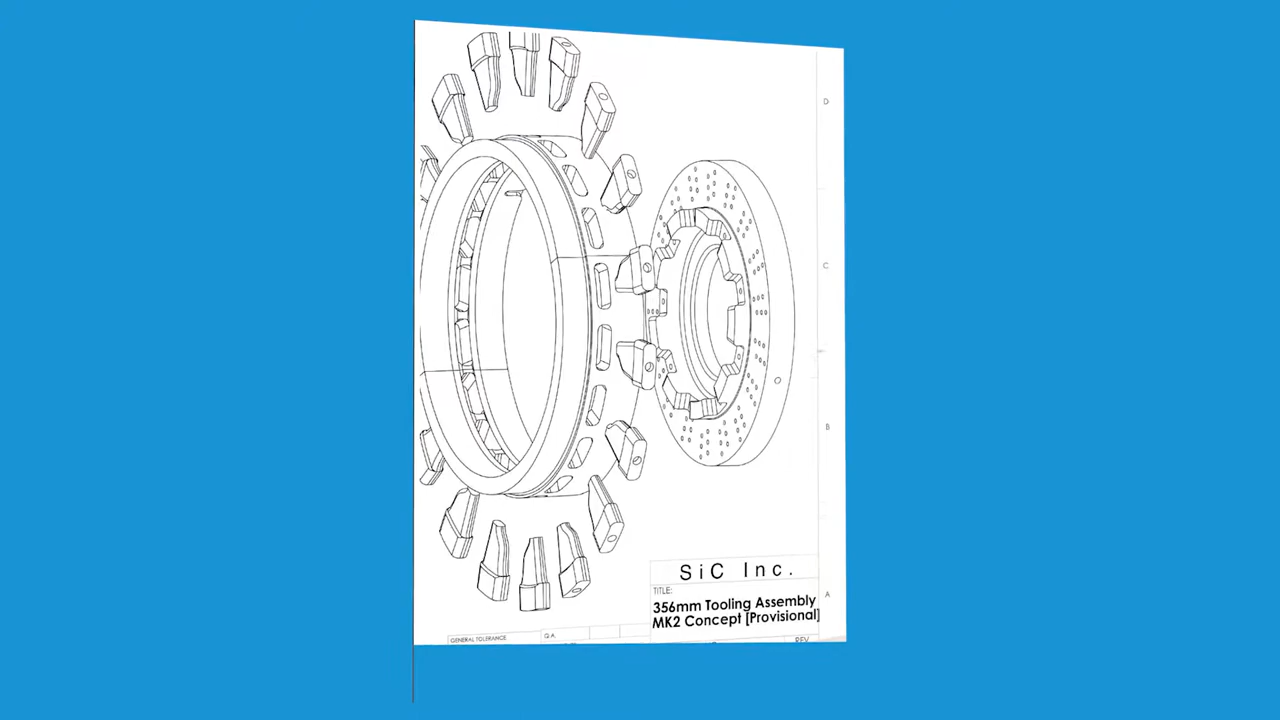 D
C
B
A
SiC Inc.
TITLE:
356mm Tooling Assembly
MK2 Concept [Provisional]
GENERAL TOLERANCE
Q.A.
REV